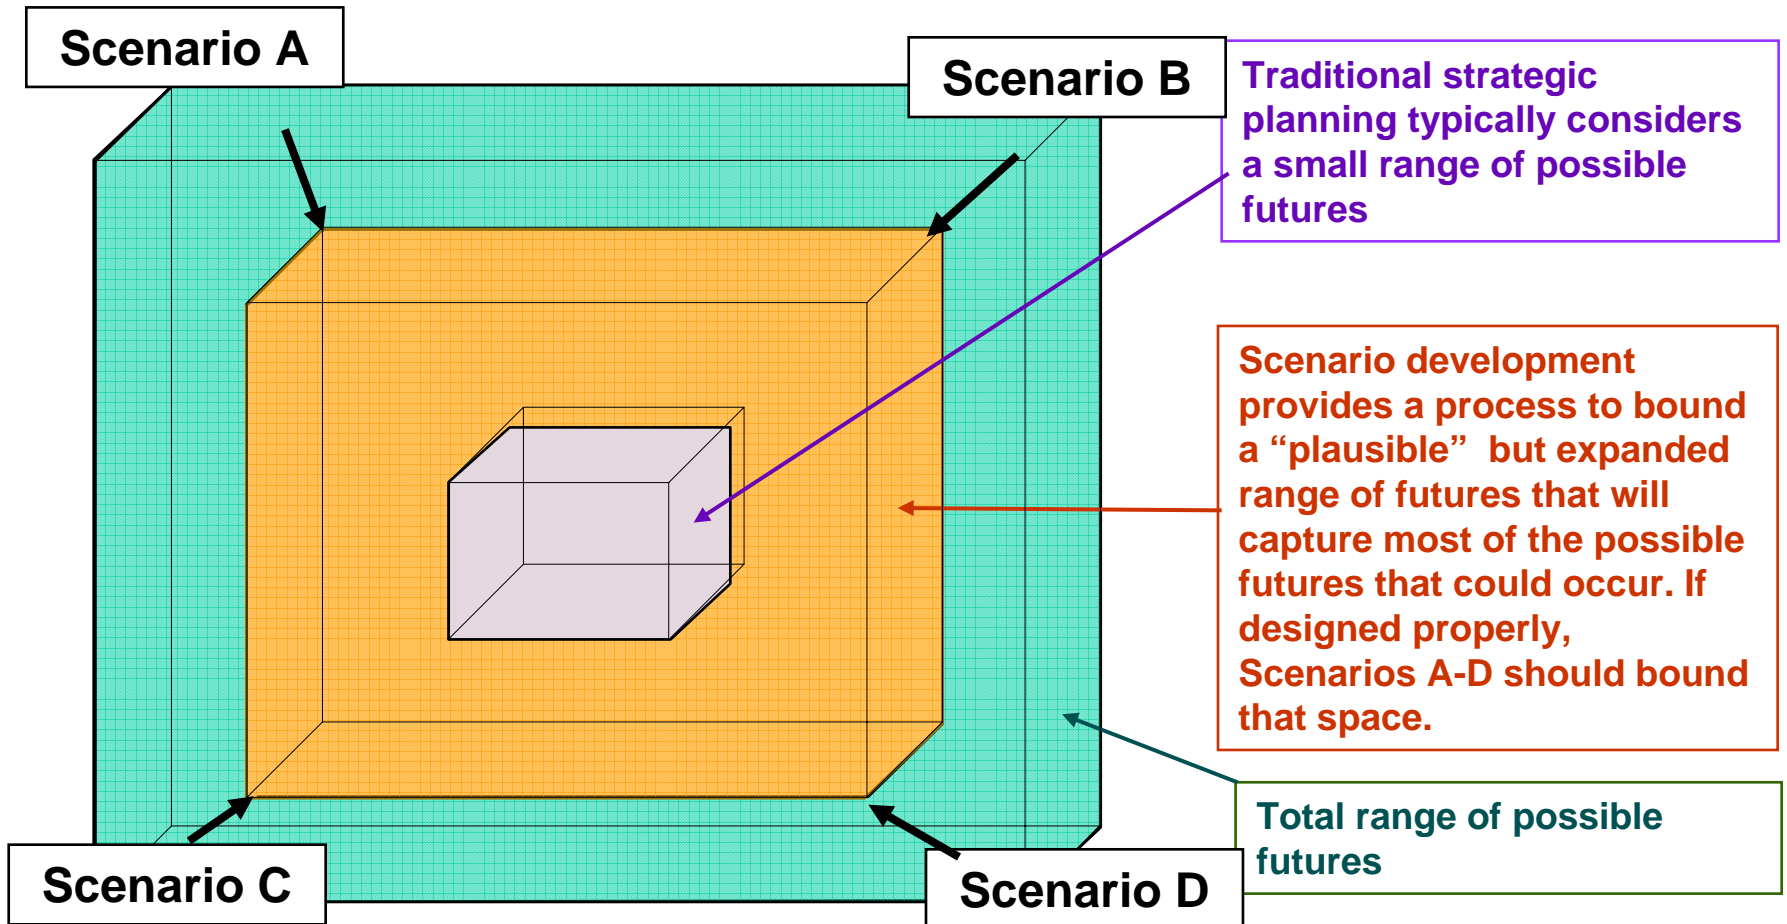 Scenario A
Scenario B
Traditional strategic
planning typically considers
a small range of possible
futures
Scenario development
provides a process to bound
a “plausible”  but expanded
range of futures that will
capture most of the possible
futures that could occur. If
designed properly,
Scenarios A-D should bound
that space.
Total range of possible
futures
Scenario C
Scenario D